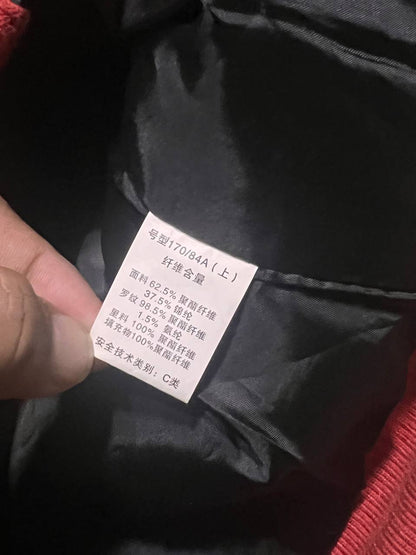 号型170/84A(上)
纤维含量
面料 62.5% 聚酯纤维
37.5% 锦纶
罗纹 98.5% 聚酯纤维
1.5% 氨纶
里料 100% 聚酯纤维
填充物100%聚酯纤维
安全技术类别：C类